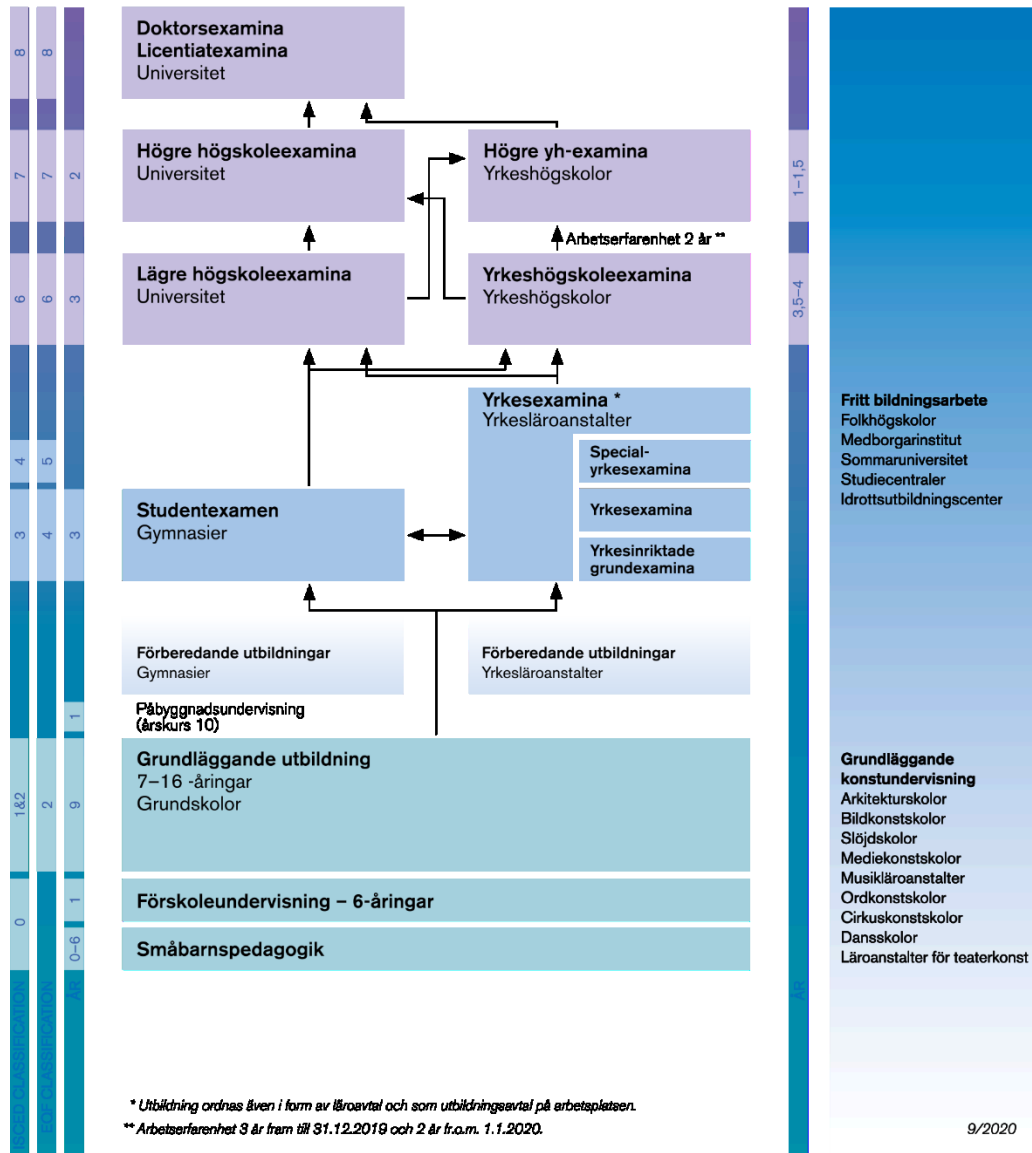 Doktorsexamina
Licentiatexamina
Universitet
Högre högskoleexamina
Universitet
Högre yh-examina
Yrkeshögskolor
Arbetserfarenhet 2 år **
Lägre högskoleexamina
Universitet
Yrkeshögskoleexamina
Yrkeshögskolor
Yrkesexamina *
Yrkesläroanstalter
Special-
yrkesexamina
Yrkesexamina
Yrkesinriktade
grundexamina
Studentexamen
Gymnasier
Förberedande utbildningar
Gymnasier
Förberedande utbildningar
Yrkesläroanstalter
Påbyggnadsundervisning
(årskurs 10)
Grundläggande utbildning
7–16 -åringar
Grundskolor
Förskoleundervisning – 6-åringar
Småbarnspedagogik
8
7
6
4
3
1&2
0
ISCED CLASSIFICATION
8
7
6
5
4
2
EQF CLASSIFICATION
2
3
3
1
9
1
0–6
ÅR
1–1,5
3,5–4
ÅR
Fritt bildningsarbete
Folkhögskolor
Medborgarinstitut
Sommaruniversitet
Studiecentraler
Idrottsutbildningscenter
Grundläggande
konstundervisning
Arkitekturskolor
Bildkonstskolor
Slöjdskolor
Mediekonstskolor
Musikläroanstalter
Ordkonstskolor
Cirkuskonstskolor
Dansskolor
Läroanstalter för teaterkonst
* Utbildning ordnas även i form av läroavtal och som utbildningsavtal på arbetsplatsen.
** Arbetserfarenhet 3 år fram till 31.12.2019 och 2 år fr.o.m. 1.1.2020.
9/2020